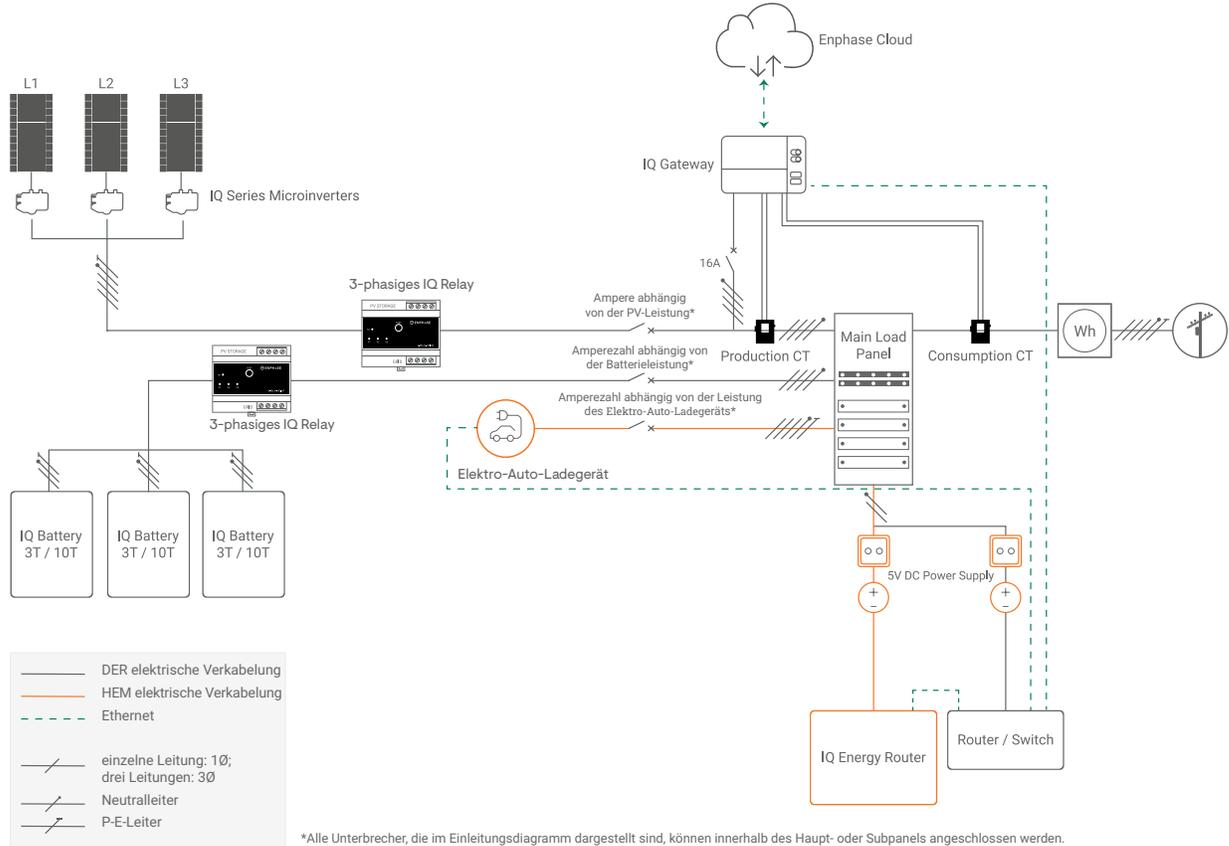 Enphase Cloud
L1 L2 L3
IQ Gateway
IQ Series Microinverters
16A
3-phasiges IQ Relay
PV STORAGE
ENPHASE
Ampere abhängig
von der PV-Leistung*
Production CT
Main Load
Panel
Consumption CT
Wh
PV STORAGE
ENPHASE
3-phasiges IQ Relay
Amperezahl abhängig von
der Batterieleistung*
Amperezahl abhängig von der Leistung
des Elektro-Auto-Ladegeräts*
Elektro-Auto-Ladegerät
IQ Battery
3T / 10T
IQ Battery
3T / 10T
IQ Battery
3T / 10T
5V DC Power Supply
+
−
+
−
IQ Energy Router
Router / Switch
DER elektrische Verkabelung
HEM elektrische Verkabelung
Ethernet
einzelne Leitung: 1Ø;
drei Leitungen: 3Ø
Neutralleiter
P-E-Leiter
*Alle Unterbrecher, die im Einleitungsdiagramm dargestellt sind, können innerhalb des Haupt- oder Subpanels angeschlossen werden.